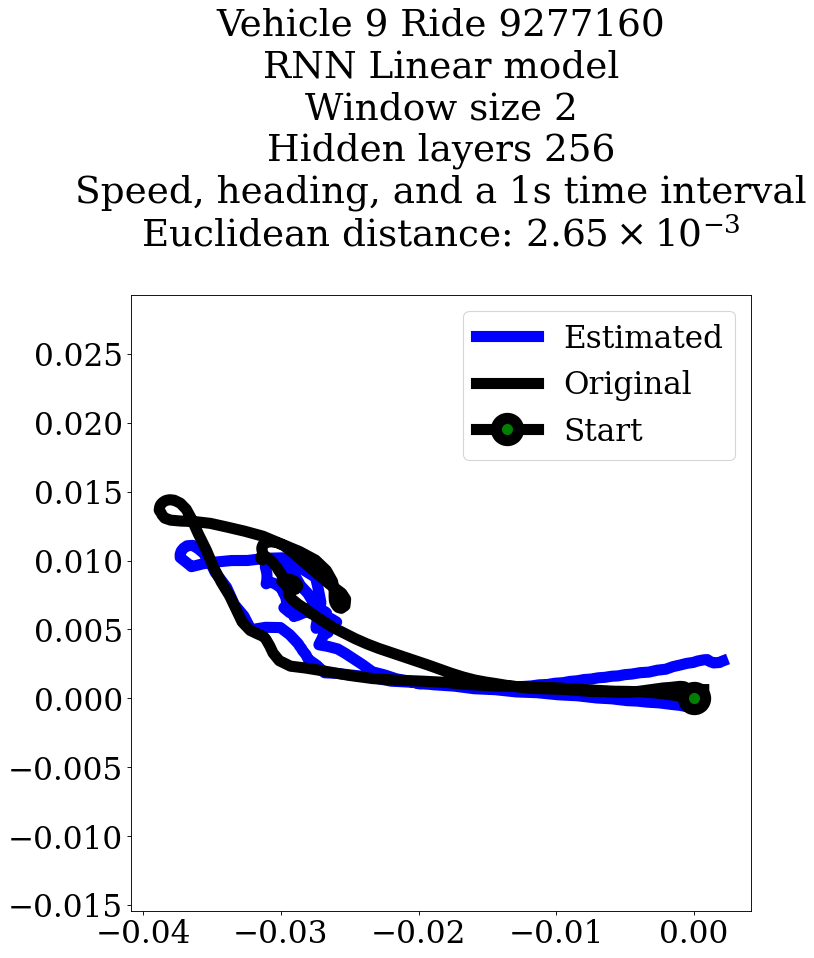 Vehicle 9 Ride 9277160
RNN Linear model
Window size 2
Hidden layers 256
Speed, heading, and a 1s time interval
Euclidean distance: 2.65 × 10⁻³
Estimated
Original
Start
0.025
0.020
0.015
0.010
0.005
0.000
−0.005
−0.010
−0.015
−0.04 −0.03 −0.02 −0.01 0.00